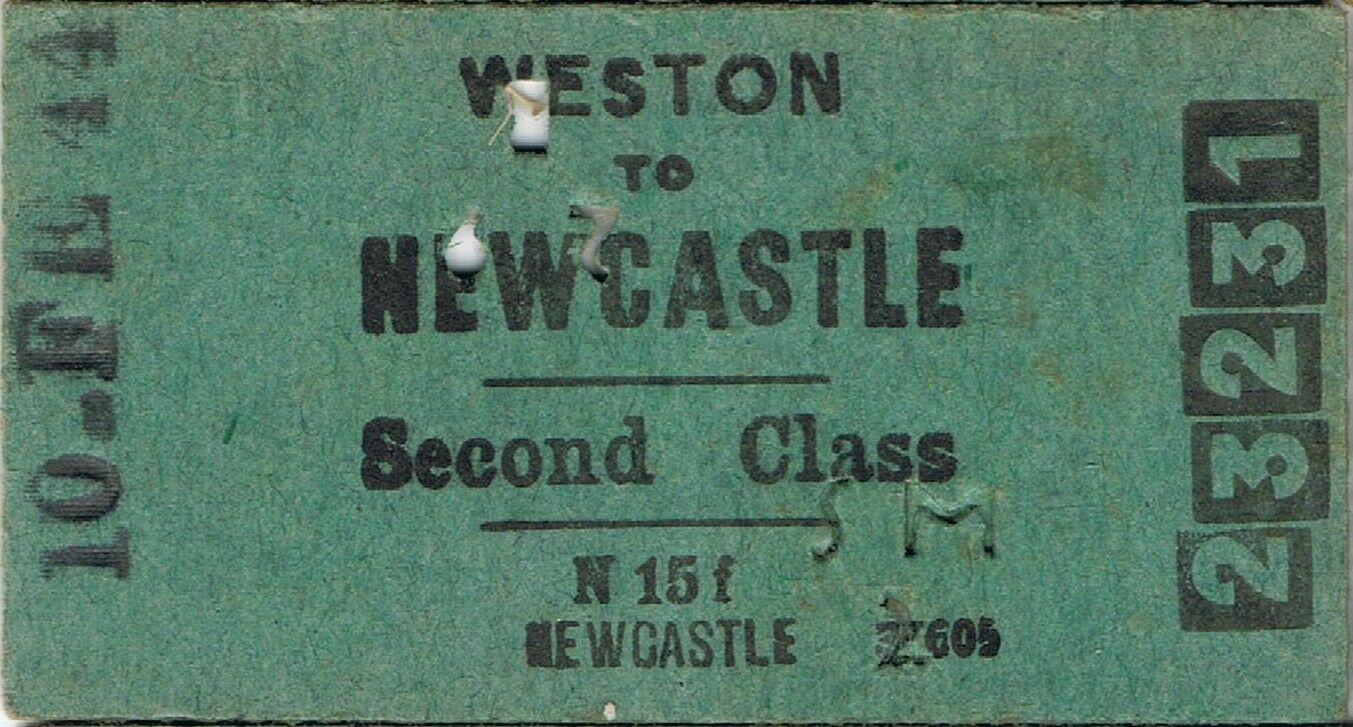 WESTON
TO
NEWCASTLE
Second Class
N 15 f
NEWCASTLE
10 - FE 44
23231
S M